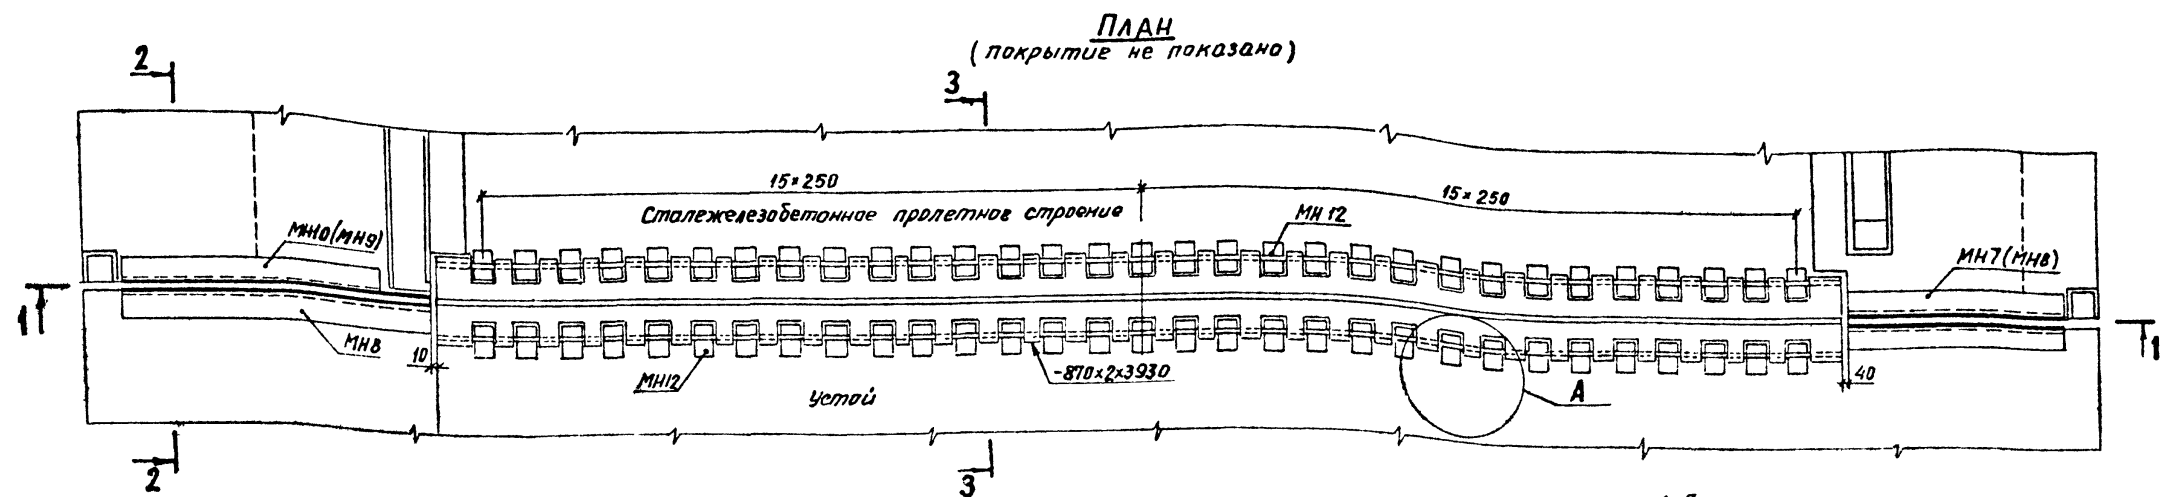 План
(покрытие не показано)
2
3
15×250
15×250
Сталежелезобетонное пролетное строение
МН12
МН10(МН9)
МН7(МН8)
1
1
МН8
10
МН12
-870×2×3930
Устой
А
40
2
3